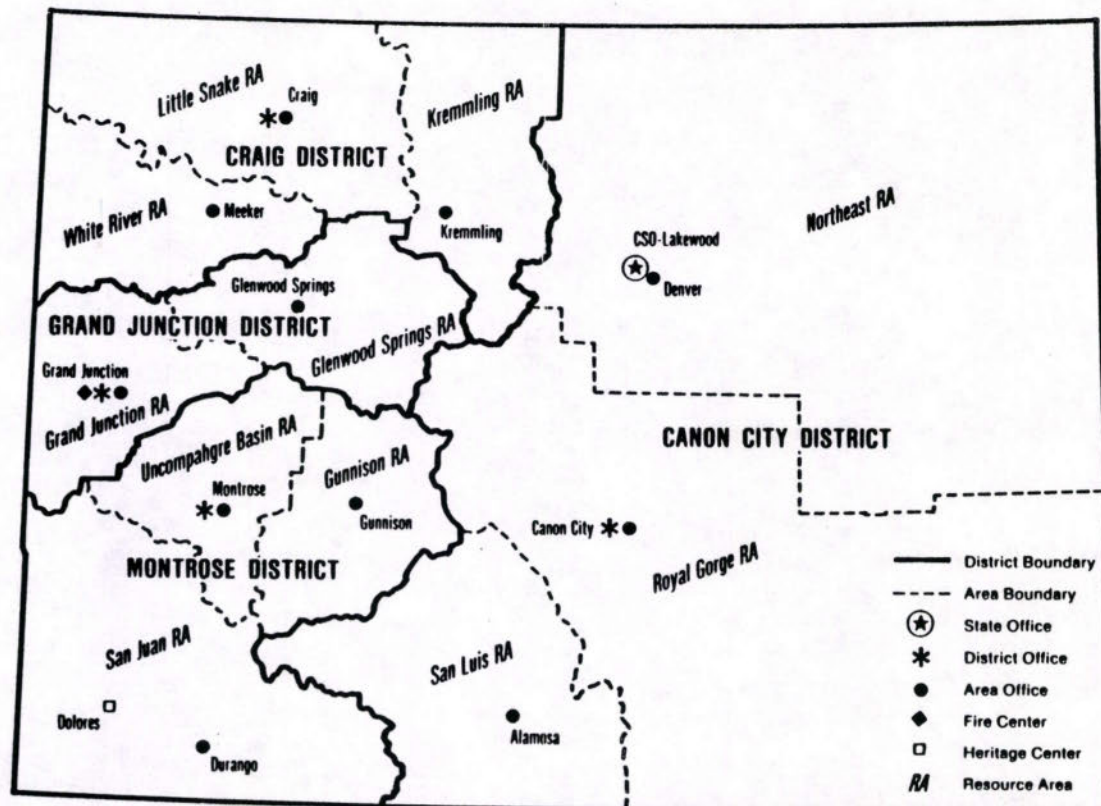 Little Snake RA
Craig
Kremmling RA
CRAIG DISTRICT
White River RA
Meeker
Kremmling
Northeast RA
CSO-Lakewood
Denver
Glenwood Springs
GRAND JUNCTION DISTRICT
Glenwood Springs RA
Grand Junction
Grand Junction RA
Uncompahgre Basin RA
Gunnison RA
CANON CITY DISTRICT
Montrose
Gunnison
Canon City
MONTROSE DISTRICT
Royal Gorge RA
San Juan RA
San Luis RA
Dolores
Durango
Alamosa
District Boundary
Area Boundary
State Office
District Office
Area Office
Fire Center
Heritage Center
RA Resource Area